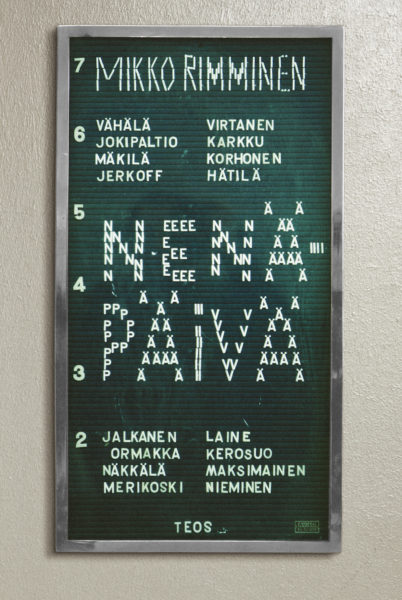 7 MIKKO RIMMINEN
6
VÄHÄLÄ VIRTANEN
JOKIPALTIO KARKKU
MÄKILÄ KORHONEN
JERKOFF HÄTILÄ
5
NENÄ-
4
PÄIVÄ
3
2 JALKANEN LAINE
ORMAKKA KEROSUO
NÄKKÄLÄ MAKSIMAINEN
MERIKOSKI NIEMINEN
TEOS